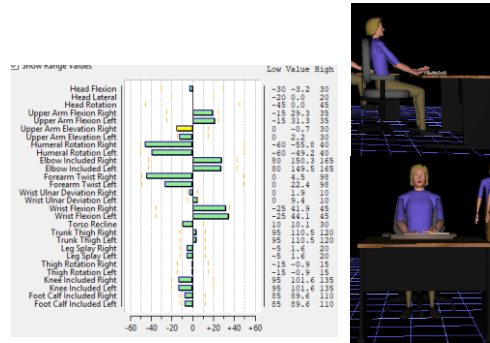 Show Range Values
Low Value High
Head Flexion -30 -3.2 30
Head Lateral -20 0.0 20
Head Rotation -45 0.0 45
Upper Arm Flexion Right -15 29.3 35
Upper Arm Flexion Left -15 31.3 35
Upper Arm Elevation Right 0 -0.7 30
Upper Arm Elevation Left 0 2.2 30
Humeral Rotation Right -60 -55.8 40
Humeral Rotation Left -60 -49.2 40
Elbow Included Right 80 150.3 165
Elbow Included Left 80 149.5 165
Forearm Twist Right 0 4.5 98
Forearm Twist Left 0 22.4 98
Wrist Ulnar Deviation Right 0 1.9 10
Wrist Ulnar Deviation Left 0 9.4 10
Wrist Flexion Right -25 41.9 45
Wrist Flexion Left -25 44.1 45
Torso Recline 10 10.1 30
Trunk Thigh Right 95 110.5 120
Trunk Thigh Left 95 110.5 120
Leg Splay Right -5 1.6 20
Leg Splay Left -5 1.6 20
Thigh Rotation Right -15 -0.9 15
Thigh Rotation Left -15 -0.9 15
Knee Included Right 95 101.6 135
Knee Included Left 95 101.6 135
Foot Calf Included Right 85 89.6 110
Foot Calf Included Left 85 89.6 110
-60 -40 -20 0 +20 +40 +60